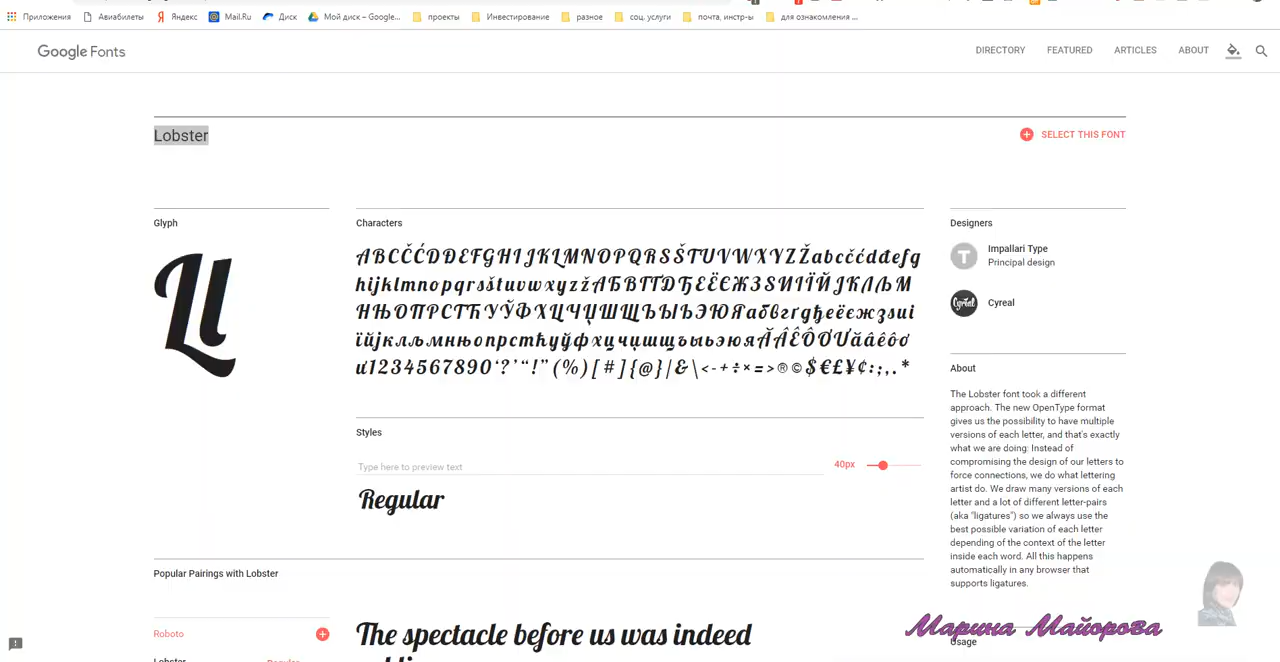 Приложения Авиабилеты Яндекс Mail.Ru Диск Мой диск – Google... проекты Инвестирование разное соц, услуги почта, инстр-ы для ознакомления ...
Google Fonts DIRECTORY FEATURED ARTICLES ABOUT
Lobster
SELECT THIS FONT
Glyph
Ll
Characters
ABCČĆDĐEFGHIJKLMNOPQRSŠTUVWXYZŽabcčćdđefg
hijklmnopqrsštuvwxyzžАБВГҐДЂЕЁЄЖЗЅИІЇЙЈКЛЉМ
НЊОПРСТЋУЎФХЦЧЏШЩЪЫЬЭЮЯабвгґдђеёєжзѕиі
їйјклљмнњопрстћуўфхцчџшщъыьэюяĂÂÊÔƠƯăâêôơ
ư1234567890‘?’“!”(%)[#]{@}/&\<-+÷×=>®©$€£¥¢:;,.*
Styles
Type here to preview text
40px
Regular
Popular Pairings with Lobster
Roboto
Lobster Regular
The spectacle before us was indeed
Designers
Impallari Type
Principal design
Cyreal
Cyreal
About
The Lobster font took a different
approach. The new OpenType format
gives us the possibility to have multiple
versions of each letter, and that's exactly
what we are doing: Instead of
compromising the design of our letters to
force connections, we do what lettering
artist do. We draw many versions of each
letter and a lot of different letter-pairs
(aka "ligatures") so we always use the
best possible variation of each letter
depending of the context of the letter
inside each word. All this happens
automatically in any browser that
supports ligatures.
Марина Майорова
Usage